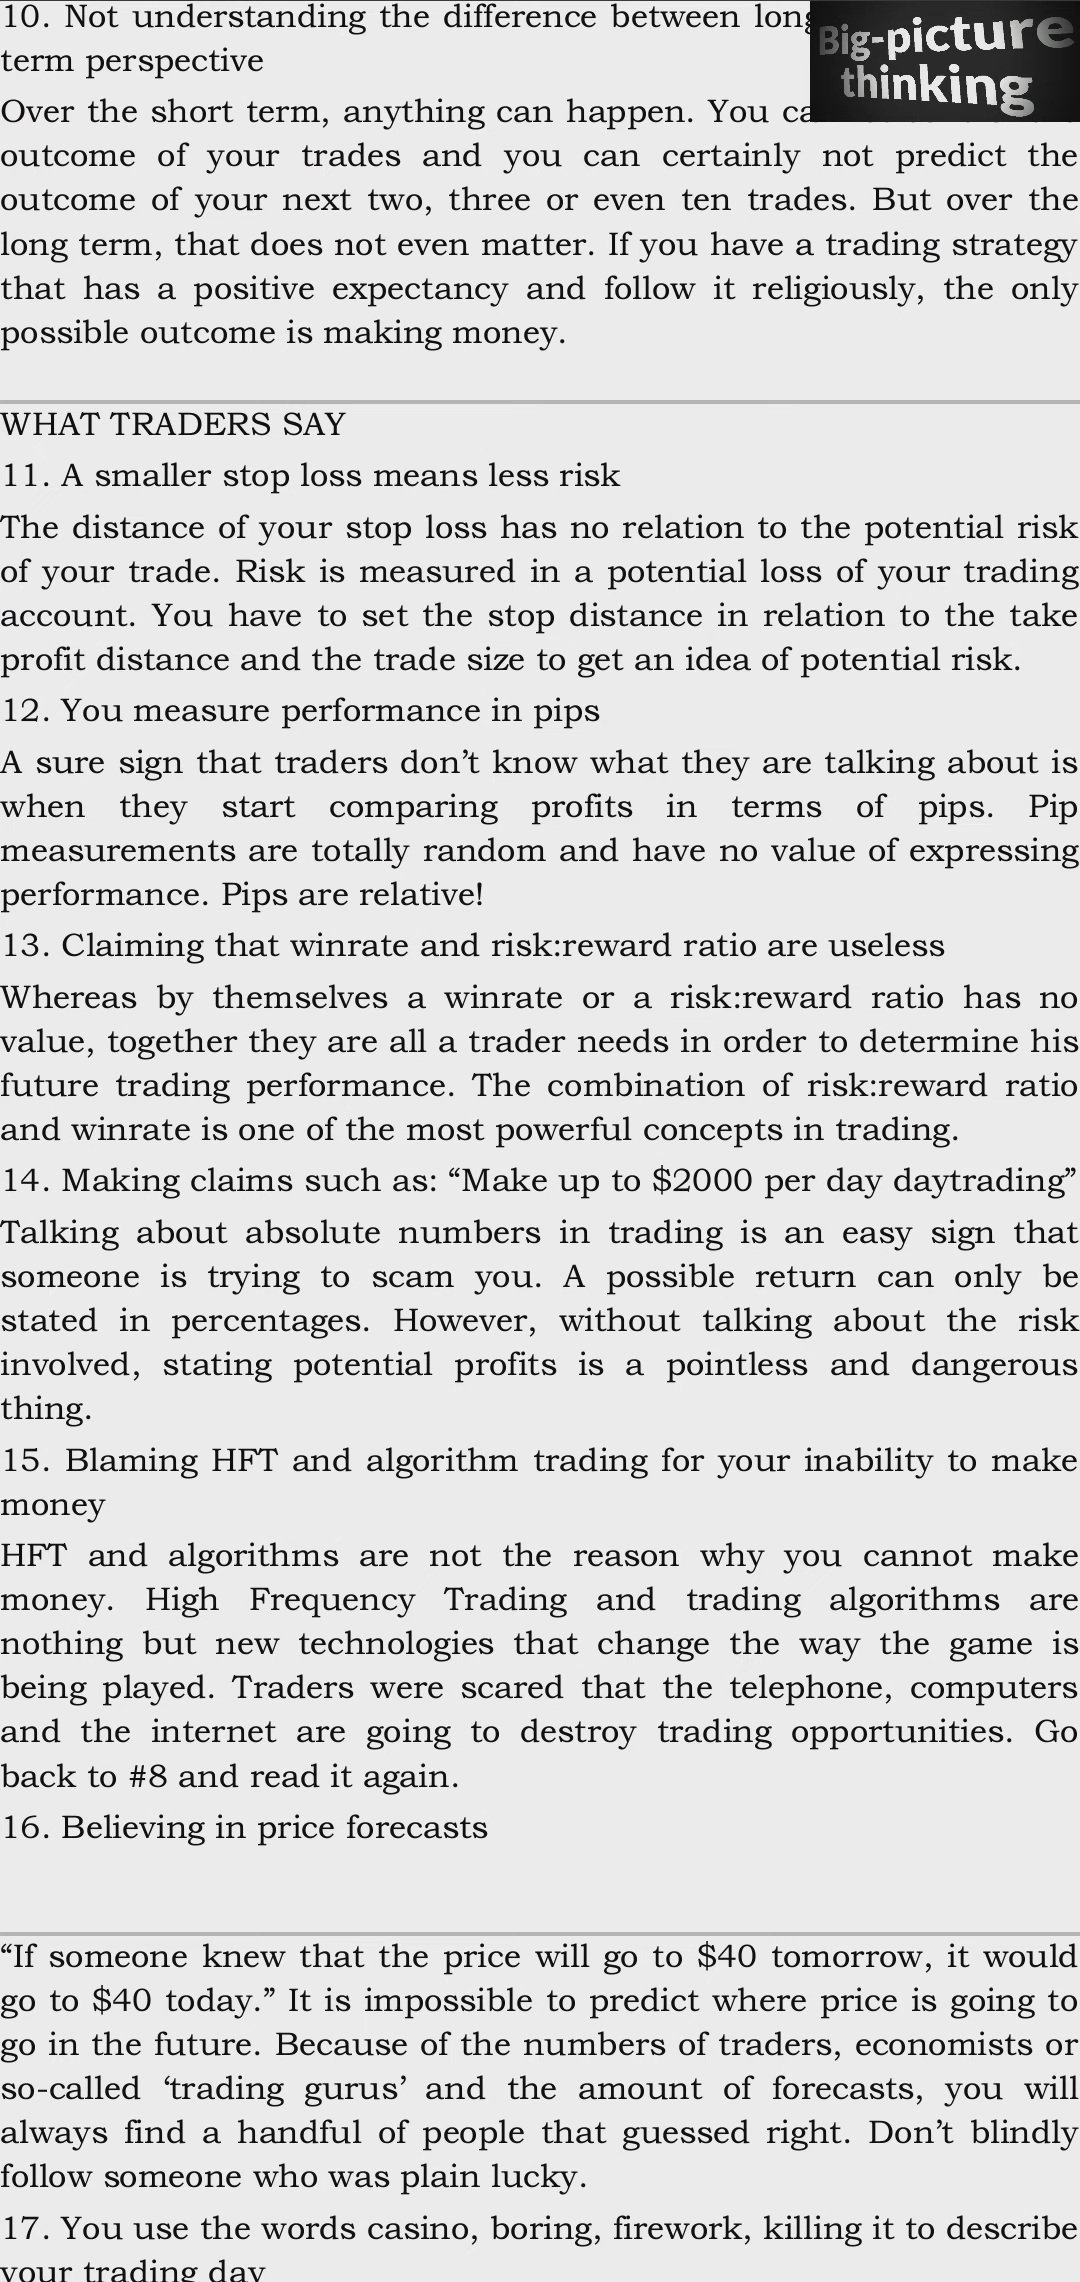 10. Not understanding the difference between long
Big-picture
thinking
term perspective
Over the short term, anything can happen. You
outcome of your trades and you can certainly not predict the
outcome of your next two, three or even ten trades. But over the
long term, that does not even matter. If you have a trading strategy
that has a positive expectancy and follow it religiously, the only
possible outcome is making money.
WHAT TRADERS SAY
11. A smaller stop loss means less risk
The distance of your stop loss has no relation to the potential risk
of your trade. Risk is measured in a potential loss of your trading
account. You have to set the stop distance in relation to the take
profit distance and the trade size to get an idea of potential risk.
12. You measure performance in pips
A sure sign that traders don’t know what they are talking about is
when they start comparing profits in terms of pips. Pip
measurements are totally random and have no value of expressing
performance. Pips are relative!
13. Claiming that winrate and risk:reward ratio are useless
Whereas by themselves a winrate or a risk:reward ratio has no
value, together they are all a trader needs in order to determine his
future trading performance. The combination of risk:reward ratio
and winrate is one of the most powerful concepts in trading.
14. Making claims such as: “Make up to $2000 per day daytrading”
Talking about absolute numbers in trading is an easy sign that
someone is trying to scam you. A possible return can only be
stated in percentages. However, without talking about the risk
involved, stating potential profits is a pointless and dangerous
thing.
15. Blaming HFT and algorithm trading for your inability to make
money
HFT and algorithms are not the reason why you cannot make
money. High Frequency Trading and trading algorithms are
nothing but new technologies that change the way the game is
being played. Traders were scared that the telephone, computers
and the internet are going to destroy trading opportunities. Go
back to #8 and read it again.
16. Believing in price forecasts
“If someone knew that the price will go to $40 tomorrow, it would
go to $40 today.” It is impossible to predict where price is going to
go in the future. Because of the numbers of traders, economists or
so-called ‘trading gurus’ and the amount of forecasts, you will
always find a handful of people that guessed right. Don’t blindly
follow someone who was plain lucky.
17. You use the words casino, boring, firework, killing it to describe
your trading day